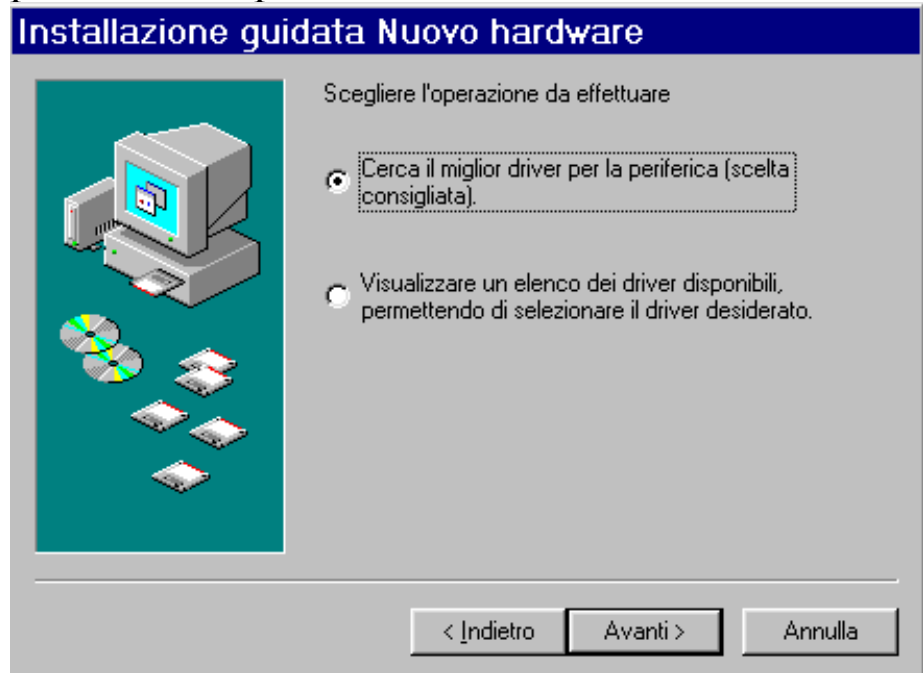 Installazione guidata Nuovo hardware
Scegliere l'operazione da effettuare
Cerca il miglior driver per la periferica (scelta
consigliata).
Visualizzare un elenco dei driver disponibili,
permettendo di selezionare il driver desiderato.
< Indietro
Avanti >
Annulla